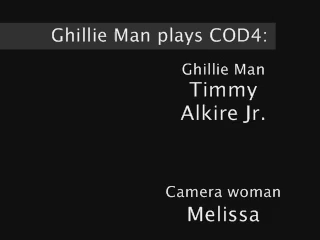 Ghillie Man plays COD4:
Ghillie Man
Timmy
Alkire Jr.
Camera woman
Melissa